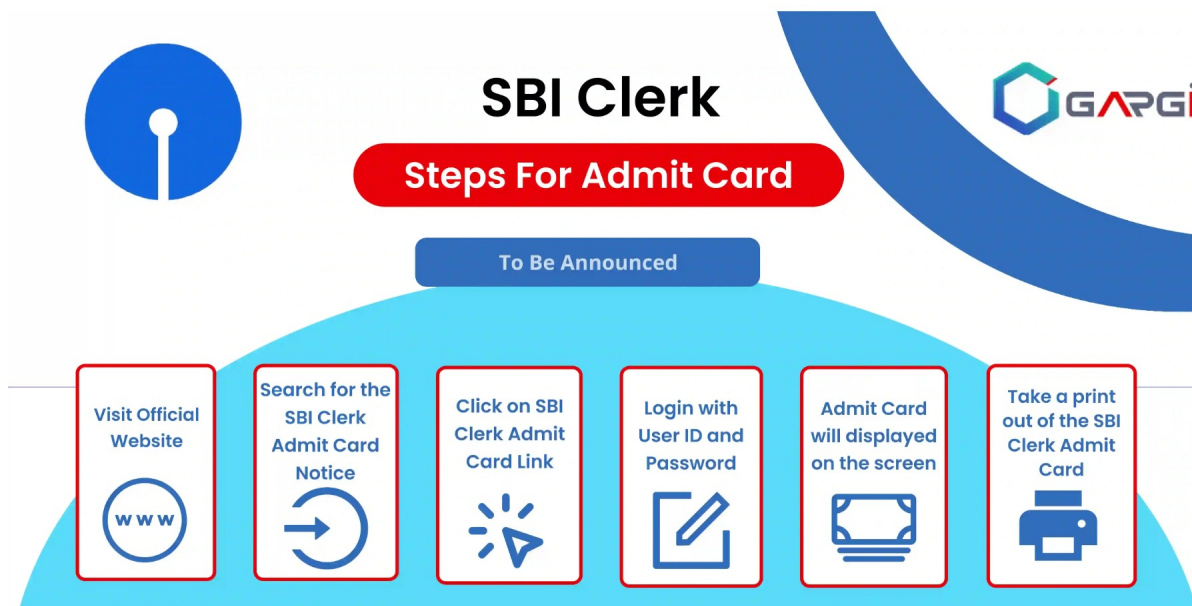 SBI Clerk
GARGI
Steps For Admit Card
To Be Announced
Visit Official
Website
www
Search for the
SBI Clerk
Admit Card
Notice
Click on SBI
Clerk Admit
Card Link
Login with
User ID and
Password
Admit Card
will displayed
on the screen
Take a print
out of the SBI
Clerk Admit
Card